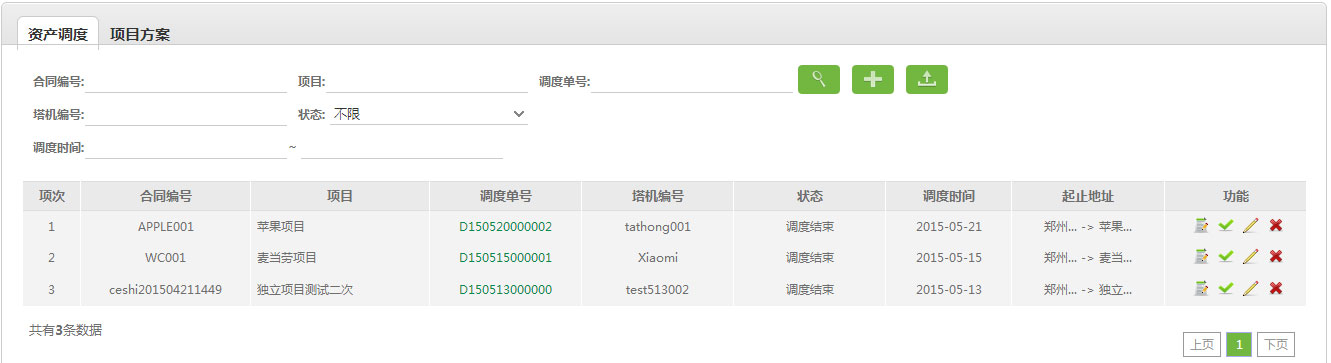 资产调度 项目方案
合同编号: 项目: 调度单号:
塔机编号: 状态: 不限
调度时间: ~
项次 合同编号 项目 调度单号 塔机编号 状态 调度时间 起止地址 功能
1 APPLE001 苹果项目 D150520000002 tathong001 调度结束 2015-05-21 郑州... -> 苹果...
2 WC001 麦当劳项目 D150515000001 Xiaomi 调度结束 2015-05-15 郑州... -> 麦当...
3 ceshi201504211449 独立项目测试二次 D150513000000 test513002 调度结束 2015-05-13 郑州... -> 独立...
共有3条数据
上页 1 下页